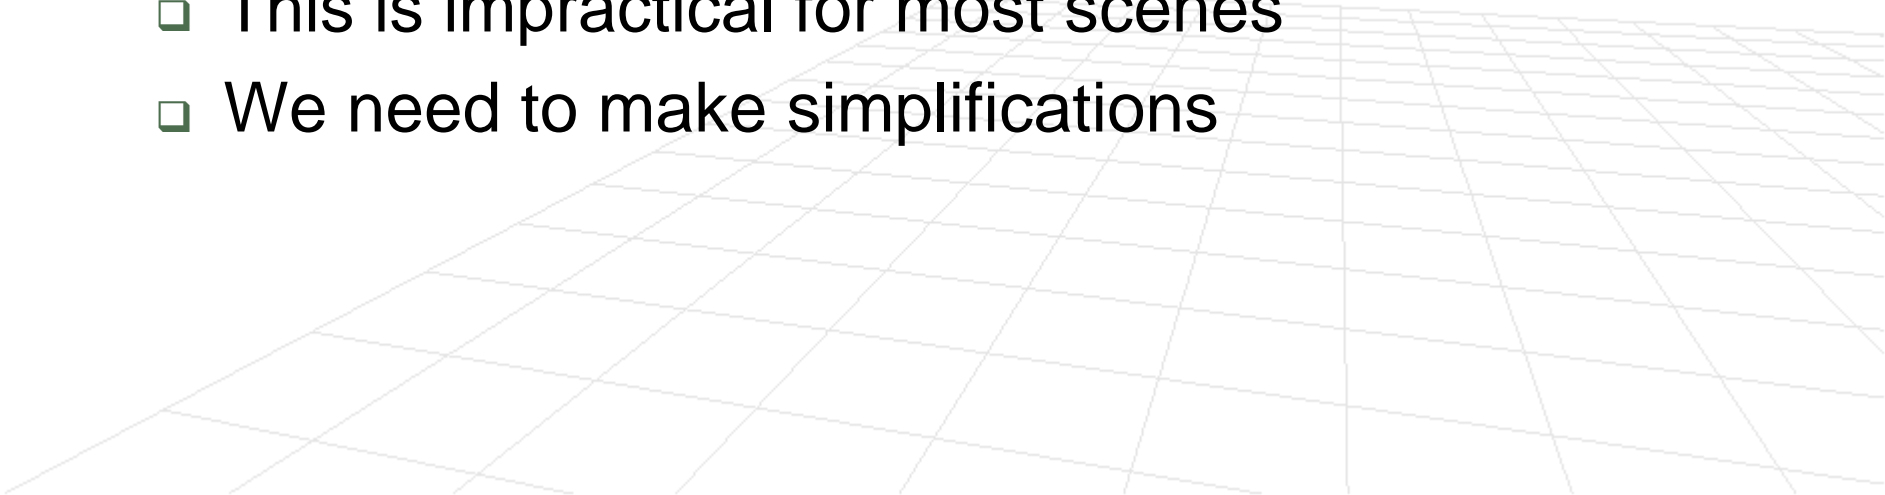 This is impractical for most scenes
We need to make simplifications